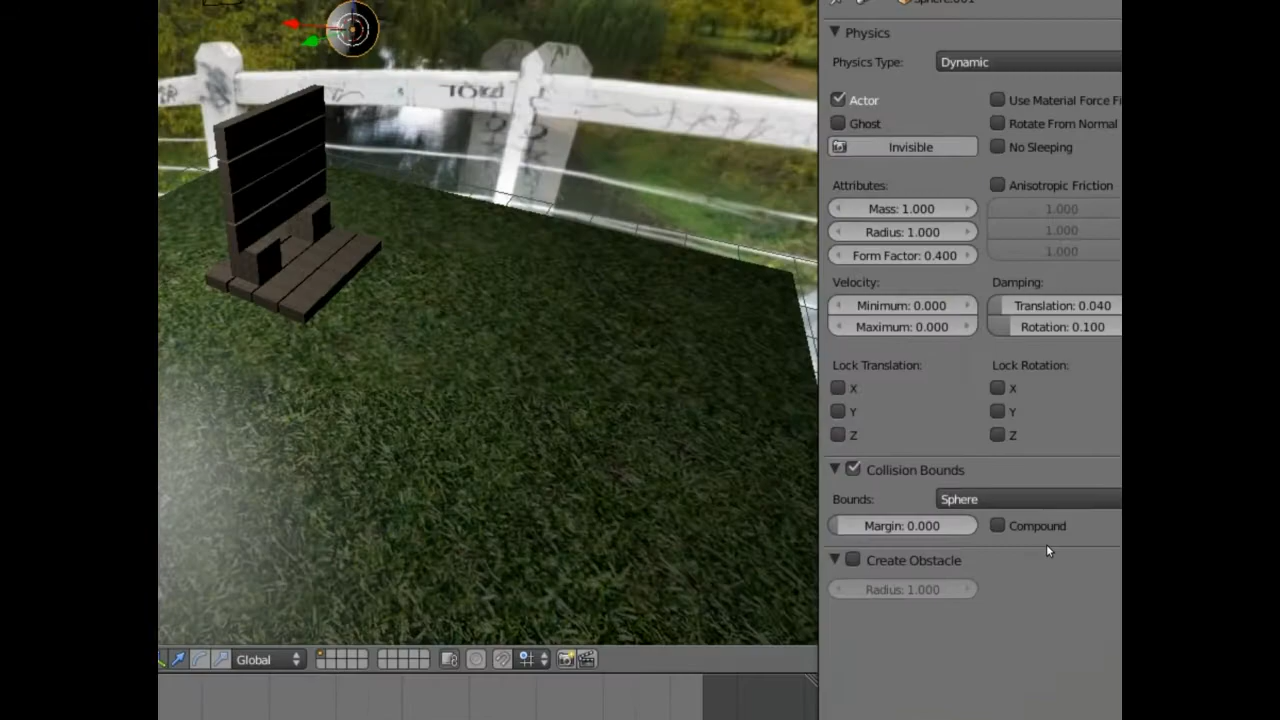 Sphere.001
Physics
Physics Type: Dynamic
Actor
Use Material Force Fi
Ghost
Rotate From Normal
Invisible
No Sleeping
Attributes:
Anisotropic Friction
Mass: 1.000
1.000
Radius: 1.000
1.000
Form Factor: 0.400
1.000
Velocity:
Damping:
Minimum: 0.000
Translation: 0.040
Maximum: 0.000
Rotation: 0.100
Lock Translation:
Lock Rotation:
X
X
Y
Y
Z
Z
Collision Bounds
Bounds: Sphere
Margin: 0.000
Compound
Create Obstacle
Radius: 1.000
Global